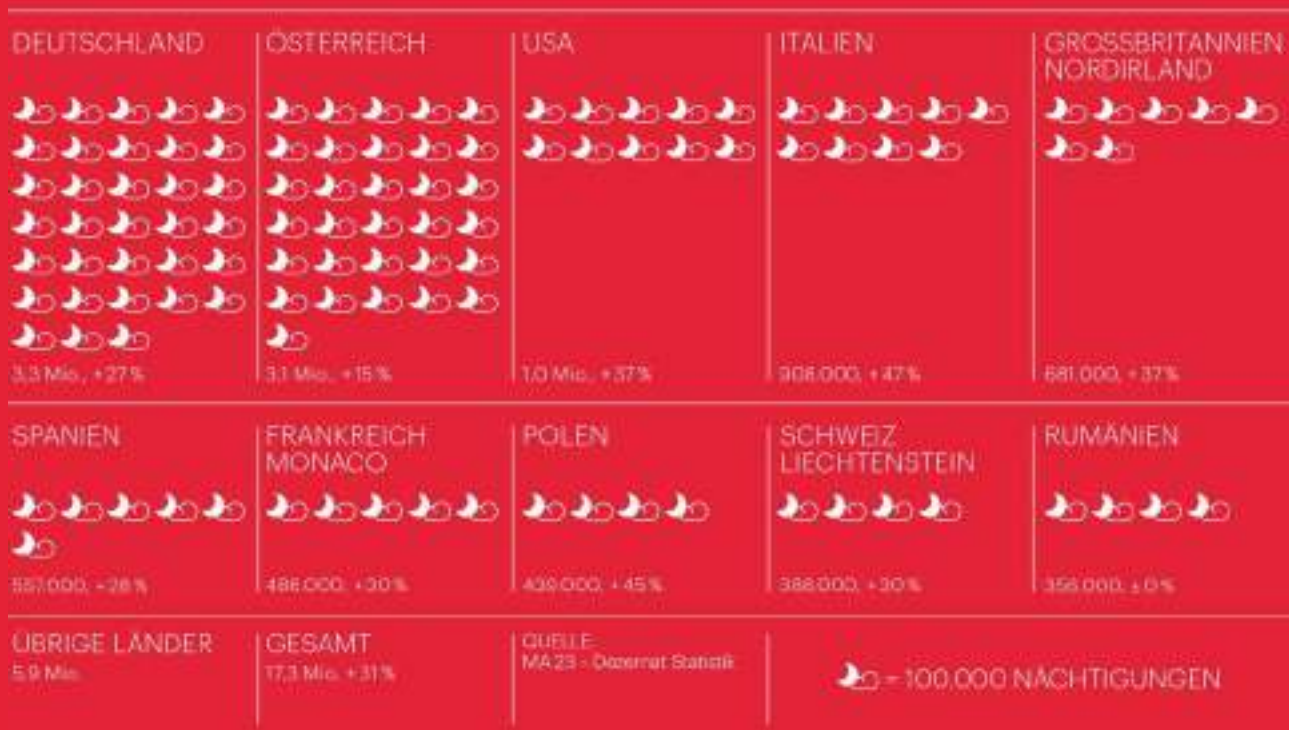 DEUTSCHLAND
3,3 Mio., +27%
ÖSTERREICH
3,1 Mio., +15%
USA
1,0 Mio., +37%
ITALIEN
908.000, +47%
GROSSBRITANNIEN
NORDIRLAND
681.000, +37%
SPANIEN
557.000, +28%
FRANKREICH
MONACO
486.000, +30%
POLEN
439.000, +45%
SCHWEIZ
LIECHTENSTEIN
388.000, +30%
RUMÄNIEN
356.000, ±0%
ÜBRIGE LÄNDER
5,9 Mio.
GESAMT
17,3 Mio. +31%
QUELLE:
MA 23 - Dezernat Statistik
= 100.000 NÄCHTIGUNGEN